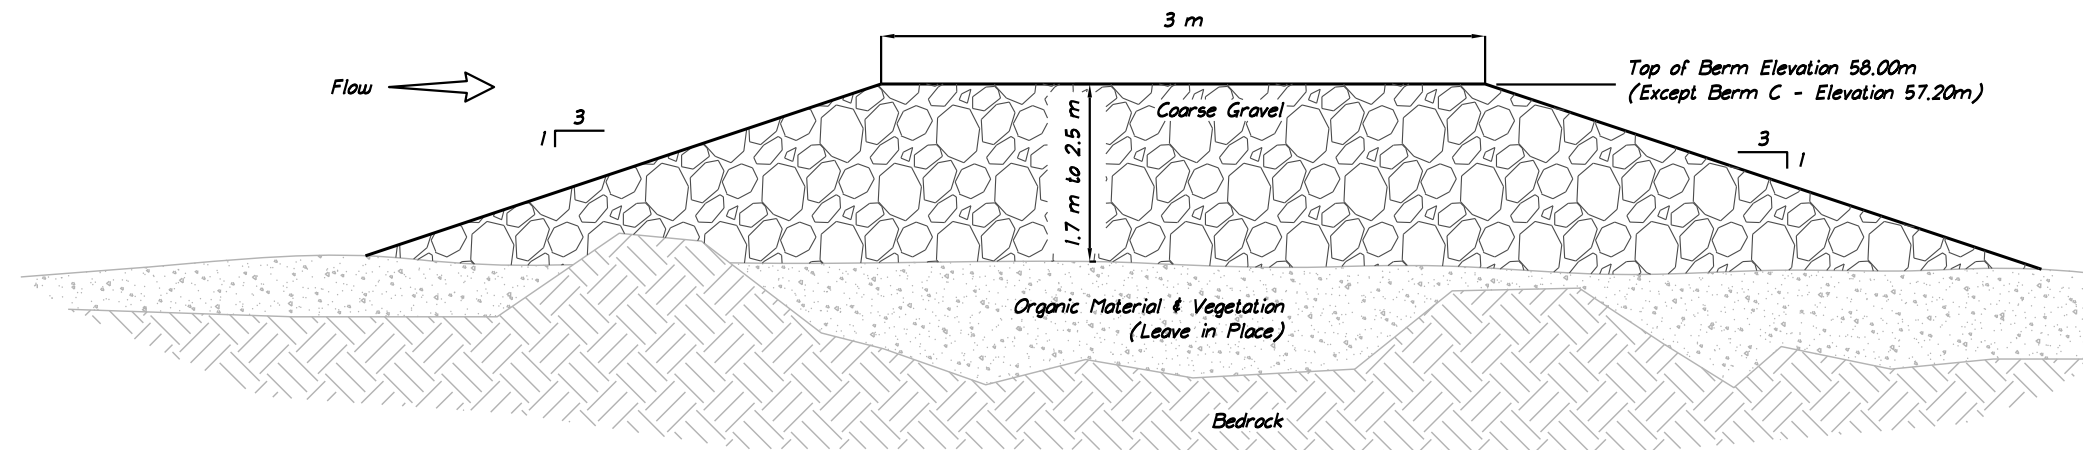 3 m
Flow
Top of Berm Elevation 58.00m
(Except Berm C - Elevation 57.20m)
3
1
1.7 m to 2.5 m
Coarse Gravel
3
1
Organic Material & Vegetation
(Leave in Place)
Bedrock